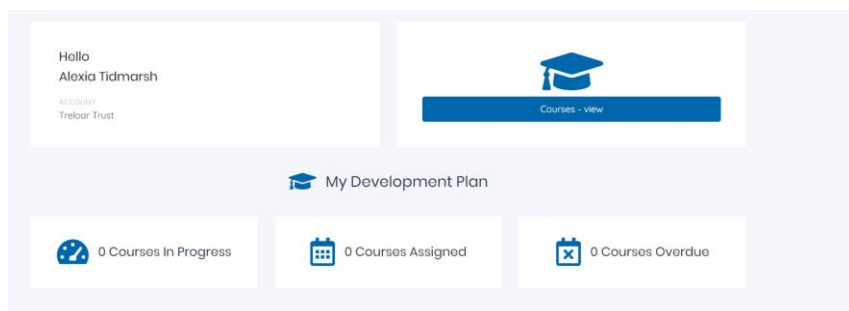 Hello
Alexia Tidmarsh
ACCOUNT
Treloar Trust
Courses - view
My Development Plan
0 Courses In Progress
0 Courses Assigned
0 Courses Overdue